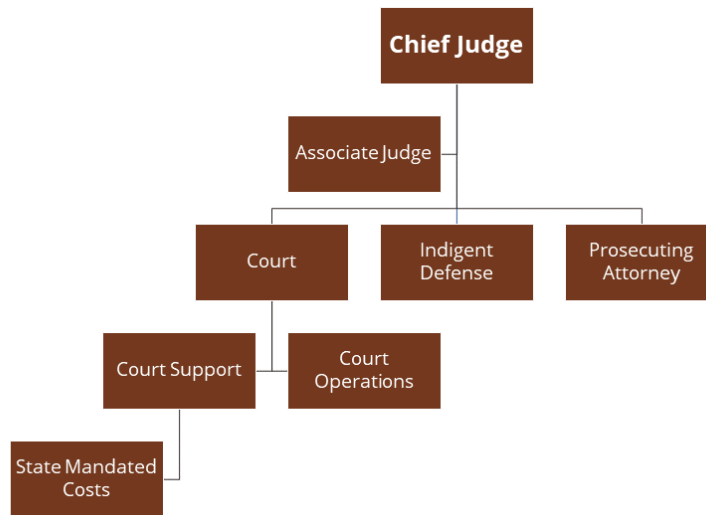 Chief Judge
Associate Judge
Court
Indigent
Defense
Prosecuting
Attorney
Court Support
Court
Operations
State Mandated
Costs